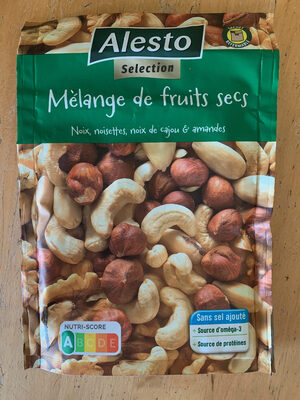 Alesto
Selection
Mèlange de fruits secs
Noix, noisettes, noix de cajou & amandes
Sans sel ajouté
+ Source d'oméga-3
+ Source de protéines
NUTRI-SCORE
A B C D E